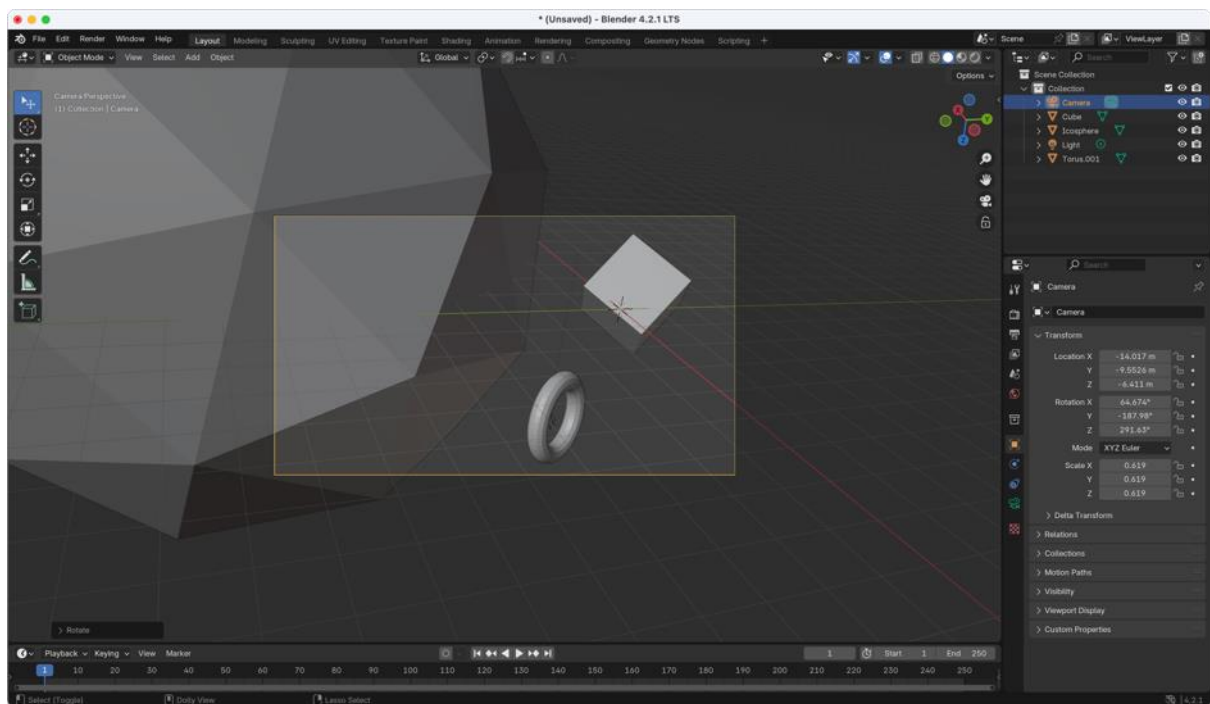 * (Unsaved) - Blender 4.2.1 LTS
File Edit Render Window Help Layout Modeling Sculpting UV Editing Texture Paint Shading Animation Rendering Compositing Geometry Nodes Scripting + Scene ViewLayer
Object Mode View Select Add Object Global Search
Options
Camera Perspective
(1) Collection | Camera
X
Y
Z
Scene Collection
Collection
Camera
Cube
Icosphere
Light
Torus.001
Search
Camera
Camera
Transform
Location X -14.017 m
Y -9.5526 m
Z -6.411 m
Rotation X 64.674°
Y -187.98°
Z 291.63°
Mode XYZ Euler
Scale X 0.619
Y 0.619
Z 0.619
Delta Transform
Relations
Collections
Motion Paths
Visibility
Viewport Display
Custom Properties
Rotate
Playback Keying View Marker 1 Start 1 End 250
1 10 20 30 40 50 60 70 80 90 100 110 120 130 140 150 160 170 180 190 200 210 220 230 240 250
Select (Toggle) Dolly View Lasso Select 4.2.1